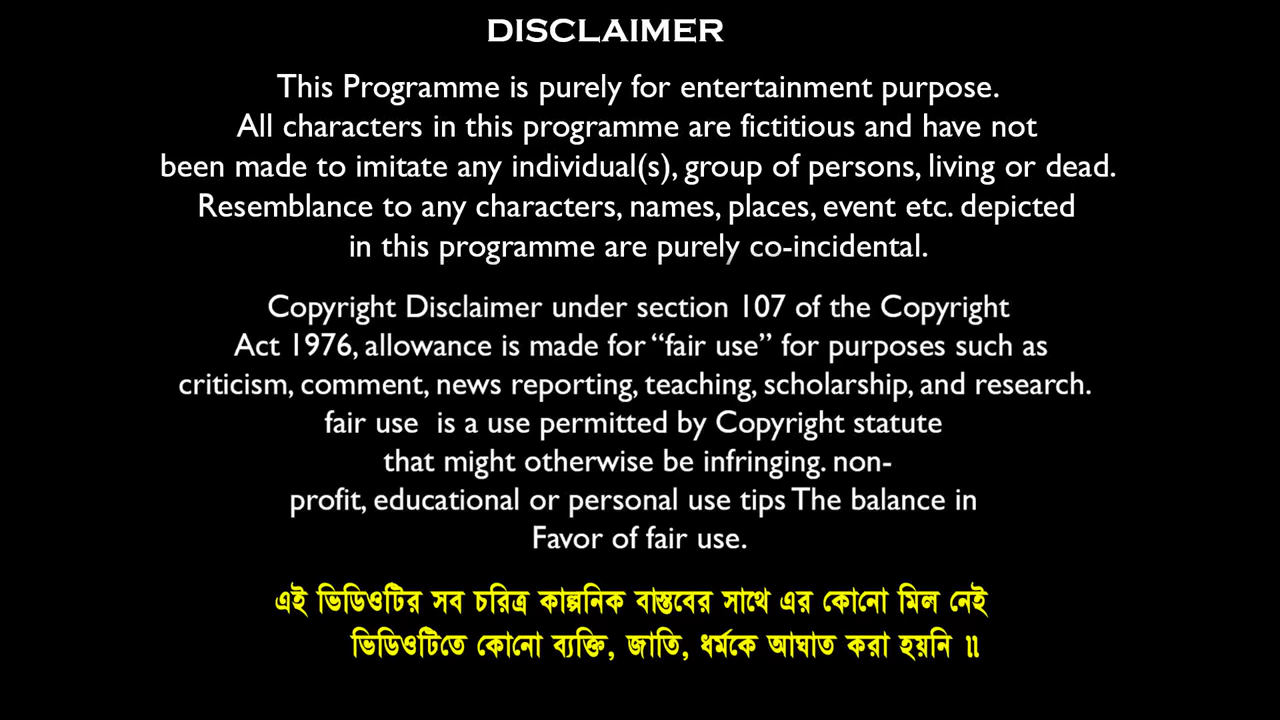 DISCLAIMER
This Programme is purely for entertainment purpose.
All characters in this programme are fictitious and have not
been made to imitate any individual(s), group of persons, living or dead.
Resemblance to any characters, names, places, event etc. depicted
in this programme are purely co-incidental.
Copyright Disclaimer under section 107 of the Copyright
Act 1976, allowance is made for “fair use” for purposes such as
criticism, comment, news reporting, teaching, scholarship, and research.
fair use is a use permitted by Copyright statute
that might otherwise be infringing. non-
profit, educational or personal use tips The balance in
Favor of fair use.
এই ভিডিওটির সব চরিত্র কাল্পনিক বাস্তবের সাথে এর কোনো মিল নেই
ভিডিওটিতে কোনো ব্যক্তি, জাতি, ধর্মকে আঘাত করা হয়নি ॥